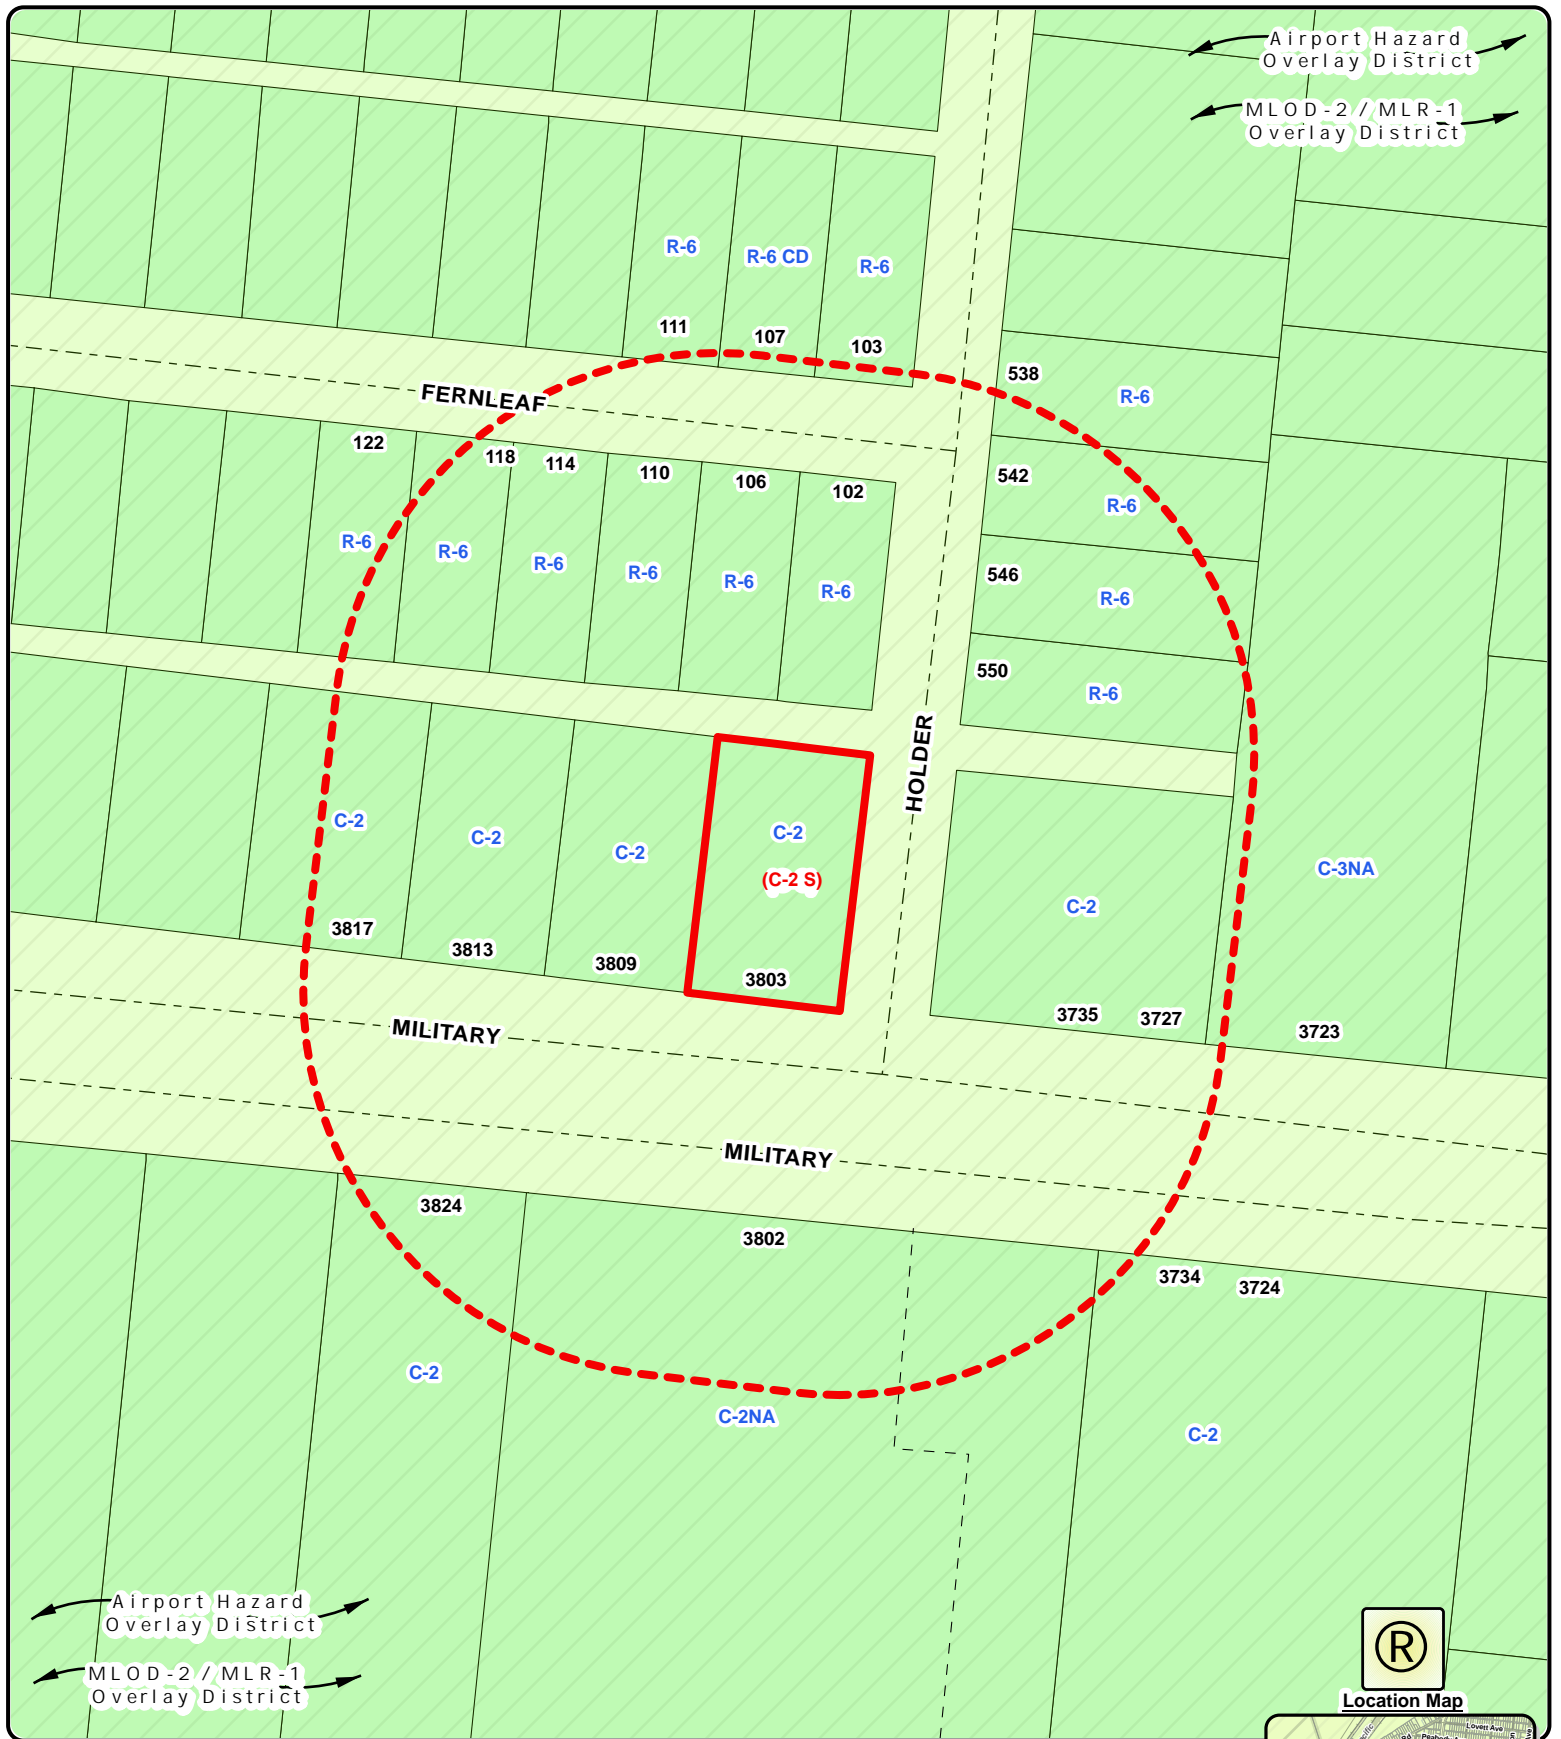 Airport Hazard
Overlay District
MLOD-2 / MLR-1
Overlay District
R-6
R-6 CD
R-6
111
107
103
538
R-6
FERNLEAF
122
118
114
110
106
102
542
R-6
R-6
R-6
R-6
R-6
R-6
R-6
546
R-6
550
R-6
HOLDER
C-2
C-2
C-2
C-2
(C-2 S)
C-2
C-3NA
3817
3813
3809
3803
3735
3727
3723
MILITARY
MILITARY
3824
3802
3734
3724
C-2
C-2NA
C-2
Airport Hazard
Overlay District
MLOD-2 / MLR-1
Overlay District
R
Location Map
Lovett Ave